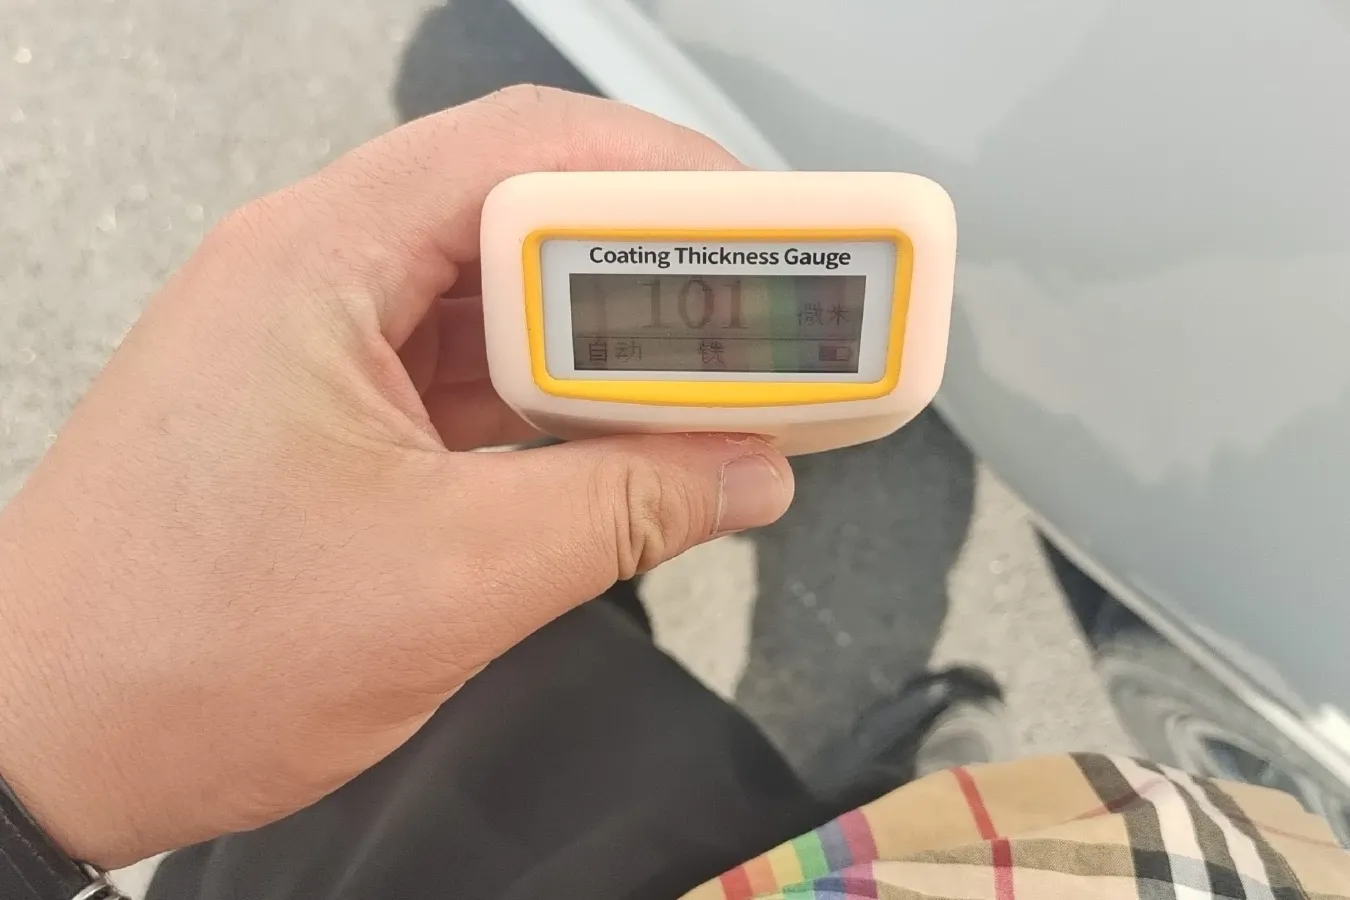 Coating Thickness Gauge
101 微米
自动 铁